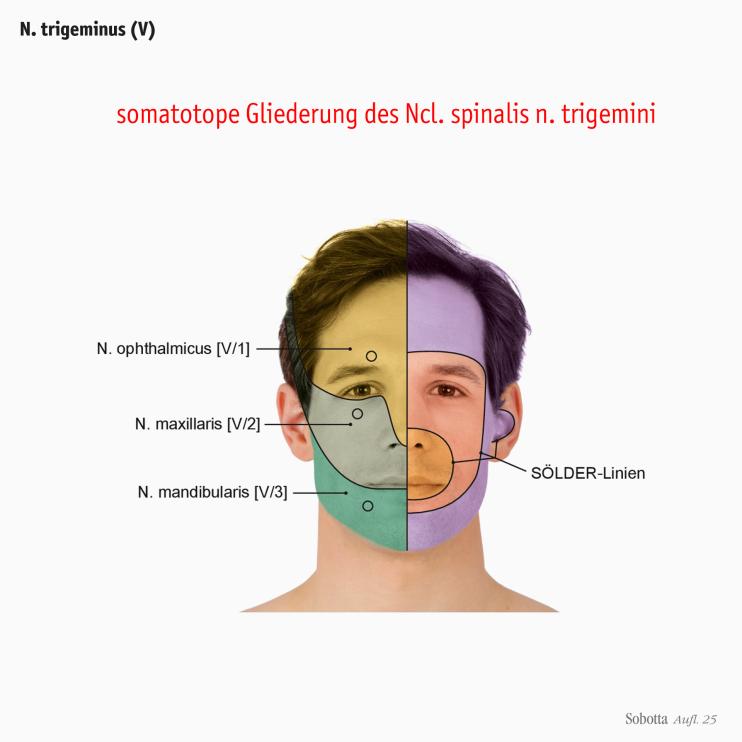 N. trigeminus (V)
somatotope Gliederung des Ncl. spinalis n. trigemini
N. ophthalmicus [V/1]
N. maxillaris [V/2]
SÖLDER-Linien
N. mandibularis [V/3]
Sobotta Aufl. 25